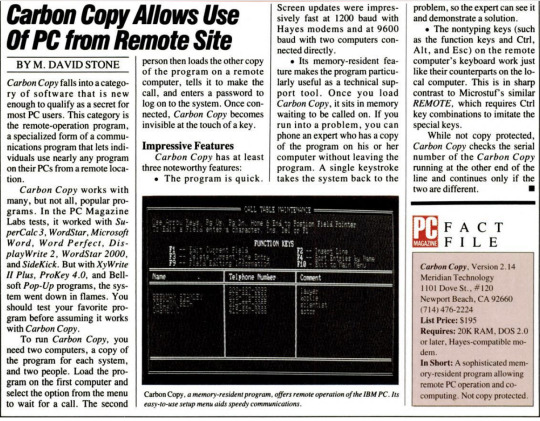 Carbon Copy Allows Use
Of PC from Remote Site
BY M. DAVID STONE
Carbon Copy falls into a catego-
ry of software that is new
enough to qualify as a secret for
most PC users. This category is
the remote-operation program,
a specialized form of a commu-
nications program that lets indi-
viduals use nearly any program
on their PCs from a remote loca-
tion.
Carbon Copy works with
many, but not all, popular pro-
grams. In the PC Magazine
Labs tests, it worked with Su-
perCalc 3, WordStar, Microsoft
Word, Word Perfect, Dis-
playWrite 2, WordStar 2000,
and SideKick. But with XyWrite
II Plus, ProKey 4.0, and Bell-
soft Pop-Up programs, the sys-
tem went down in flames. You
should test your favorite pro-
gram before assuming it works
with Carbon Copy.
To run Carbon Copy, you
need two computers, a copy of
the program for each system,
and two people. Load the pro-
gram on the first computer and
select the option from the menu
to wait for a call. The second
person then loads the other copy
of the program on a remote
computer, tells it to make the
call, and enters a password to
log on to the system. Once con-
nected, Carbon Copy becomes
invisible at the touch of a key.
Impressive Features
Carbon Copy has at least
three noteworthy features:
• The program is quick.
Screen updates were impres-
sively fast at 1200 baud with
Hayes modems and at 9600
baud with two computers con-
nected directly.
• Its memory-resident fea-
ture makes the program particu-
larly useful as a technical sup-
port tool. Once you load
Carbon Copy, it sits in memory
waiting to be called on. If you
run into a problem, you can
phone an expert who has a copy
of the program on his or her
computer without leaving the
program. A single keystroke
takes the system back to the
CALL TABLE MAINTENANCE
Use Arrow Keys, Pg Up, Pg Dn, Home & End to Position Field Pointer
FUNCTION KEYS
Name
Telephone Number
Comment
Carbon Copy, a memory-resident program, offers remote operation of the IBM PC. Its
easy-to-use setup menu aids speedy communications.
problem, so the expert can see it
and demonstrate a solution.
• The nontyping keys (such
as the function keys and Ctrl,
Alt, and Esc) on the remote
computer's keyboard work just
like their counterparts on the lo-
cal computer. This is in sharp
contrast to Microstuf's similar
REMOTE, which requires Ctrl
key combinations to imitate the
special keys.
While not copy protected,
Carbon Copy checks the serial
number of the Carbon Copy
running at the other end of the
line and continues only if the
two are different.
PC
MAGAZINE
FACT
FILE
Carbon Copy, Version 2.14
Meridian Technology
1101 Dove St., #120
Newport Beach, CA 92660
(714) 476-2224
List Price: $195
Requires: 20K RAM, DOS 2.0
or later, Hayes-compatible mo-
dem.
In Short: A sophisticated mem-
ory-resident program allowing
remote PC operation and co-
computing. Not copy protected.